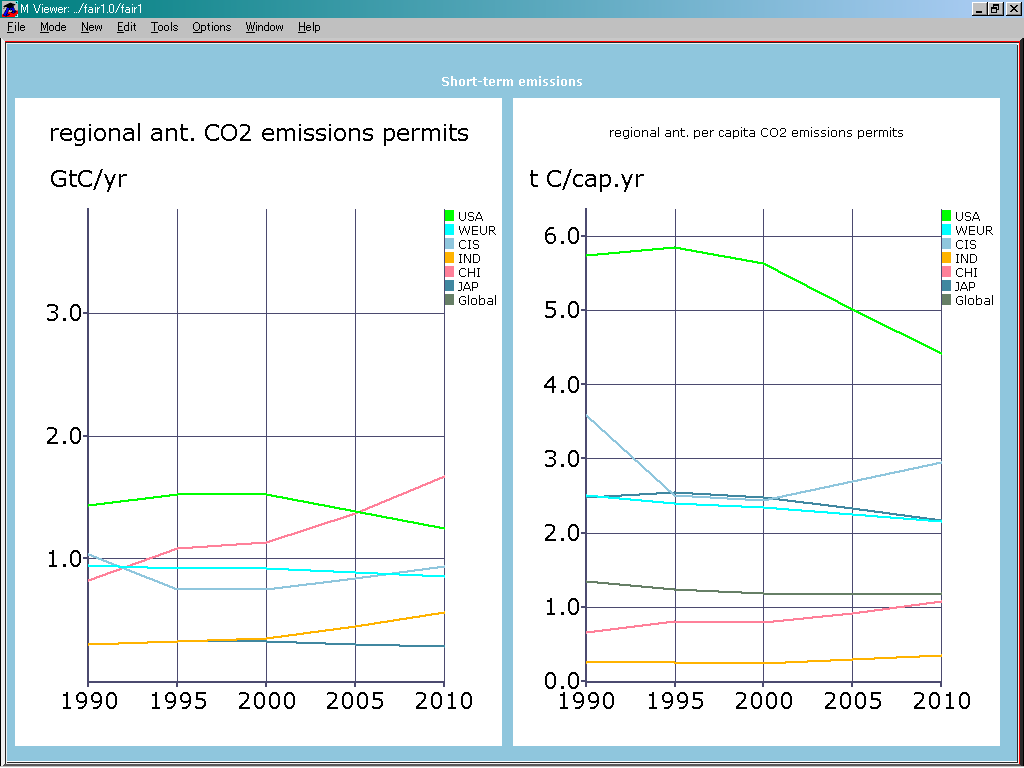 M Viewer: ../fair1.0/fair1
File Mode New Edit Tools Options Window Help
Short-term emissions
regional ant. CO2 emissions permits
GtC/yr
USA
WEUR
CIS
IND
CHI
JAP
Global
3.0
2.0
1.0
1990 1995 2000 2005 2010
regional ant. per capita CO2 emissions permits
t C/cap.yr
USA
WEUR
CIS
IND
CHI
JAP
Global
6.0
5.0
4.0
3.0
2.0
1.0
0.0
1990 1995 2000 2005 2010